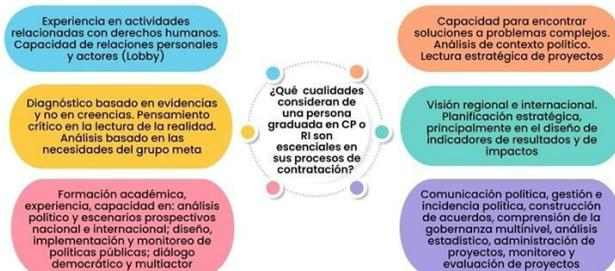 Experiencia en actividades
relacionadas con derechos humanos.
Capacidad de relaciones personales
y actores (Lobby)
Diagnóstico basado en evidencias
y no en creencias. Pensamiento
crítico en la lectura de la realidad.
Análisis basado en las
necesidades del grupo meta
Formación académica,
experiencia, capacidad en: análisis
político y escenarios prospectivos
nacional e internacional; diseño,
implementación y monitoreo de
políticas públicas; diálogo
democrático y multiactor
¿Qué cualidades
consideran de
una persona
graduada en CP o
RI son
escenciales en
sus procesos de
contratación?
Capacidad para encontrar
soluciones a problemas complejos.
Análisis de contexto político.
Lectura estratégica de proyectos
Visión regional e internacional.
Planificación estratégica,
principalmente en el diseño de
indicadores de resultados y de
impactos
Comunicación política, gestión e
incidencia política, construcción
de acuerdos, comprensión de la
gobernanza multinivel, análisis
estadístico, administración de
proyectos, monitoreo y
evaluación de proyectos